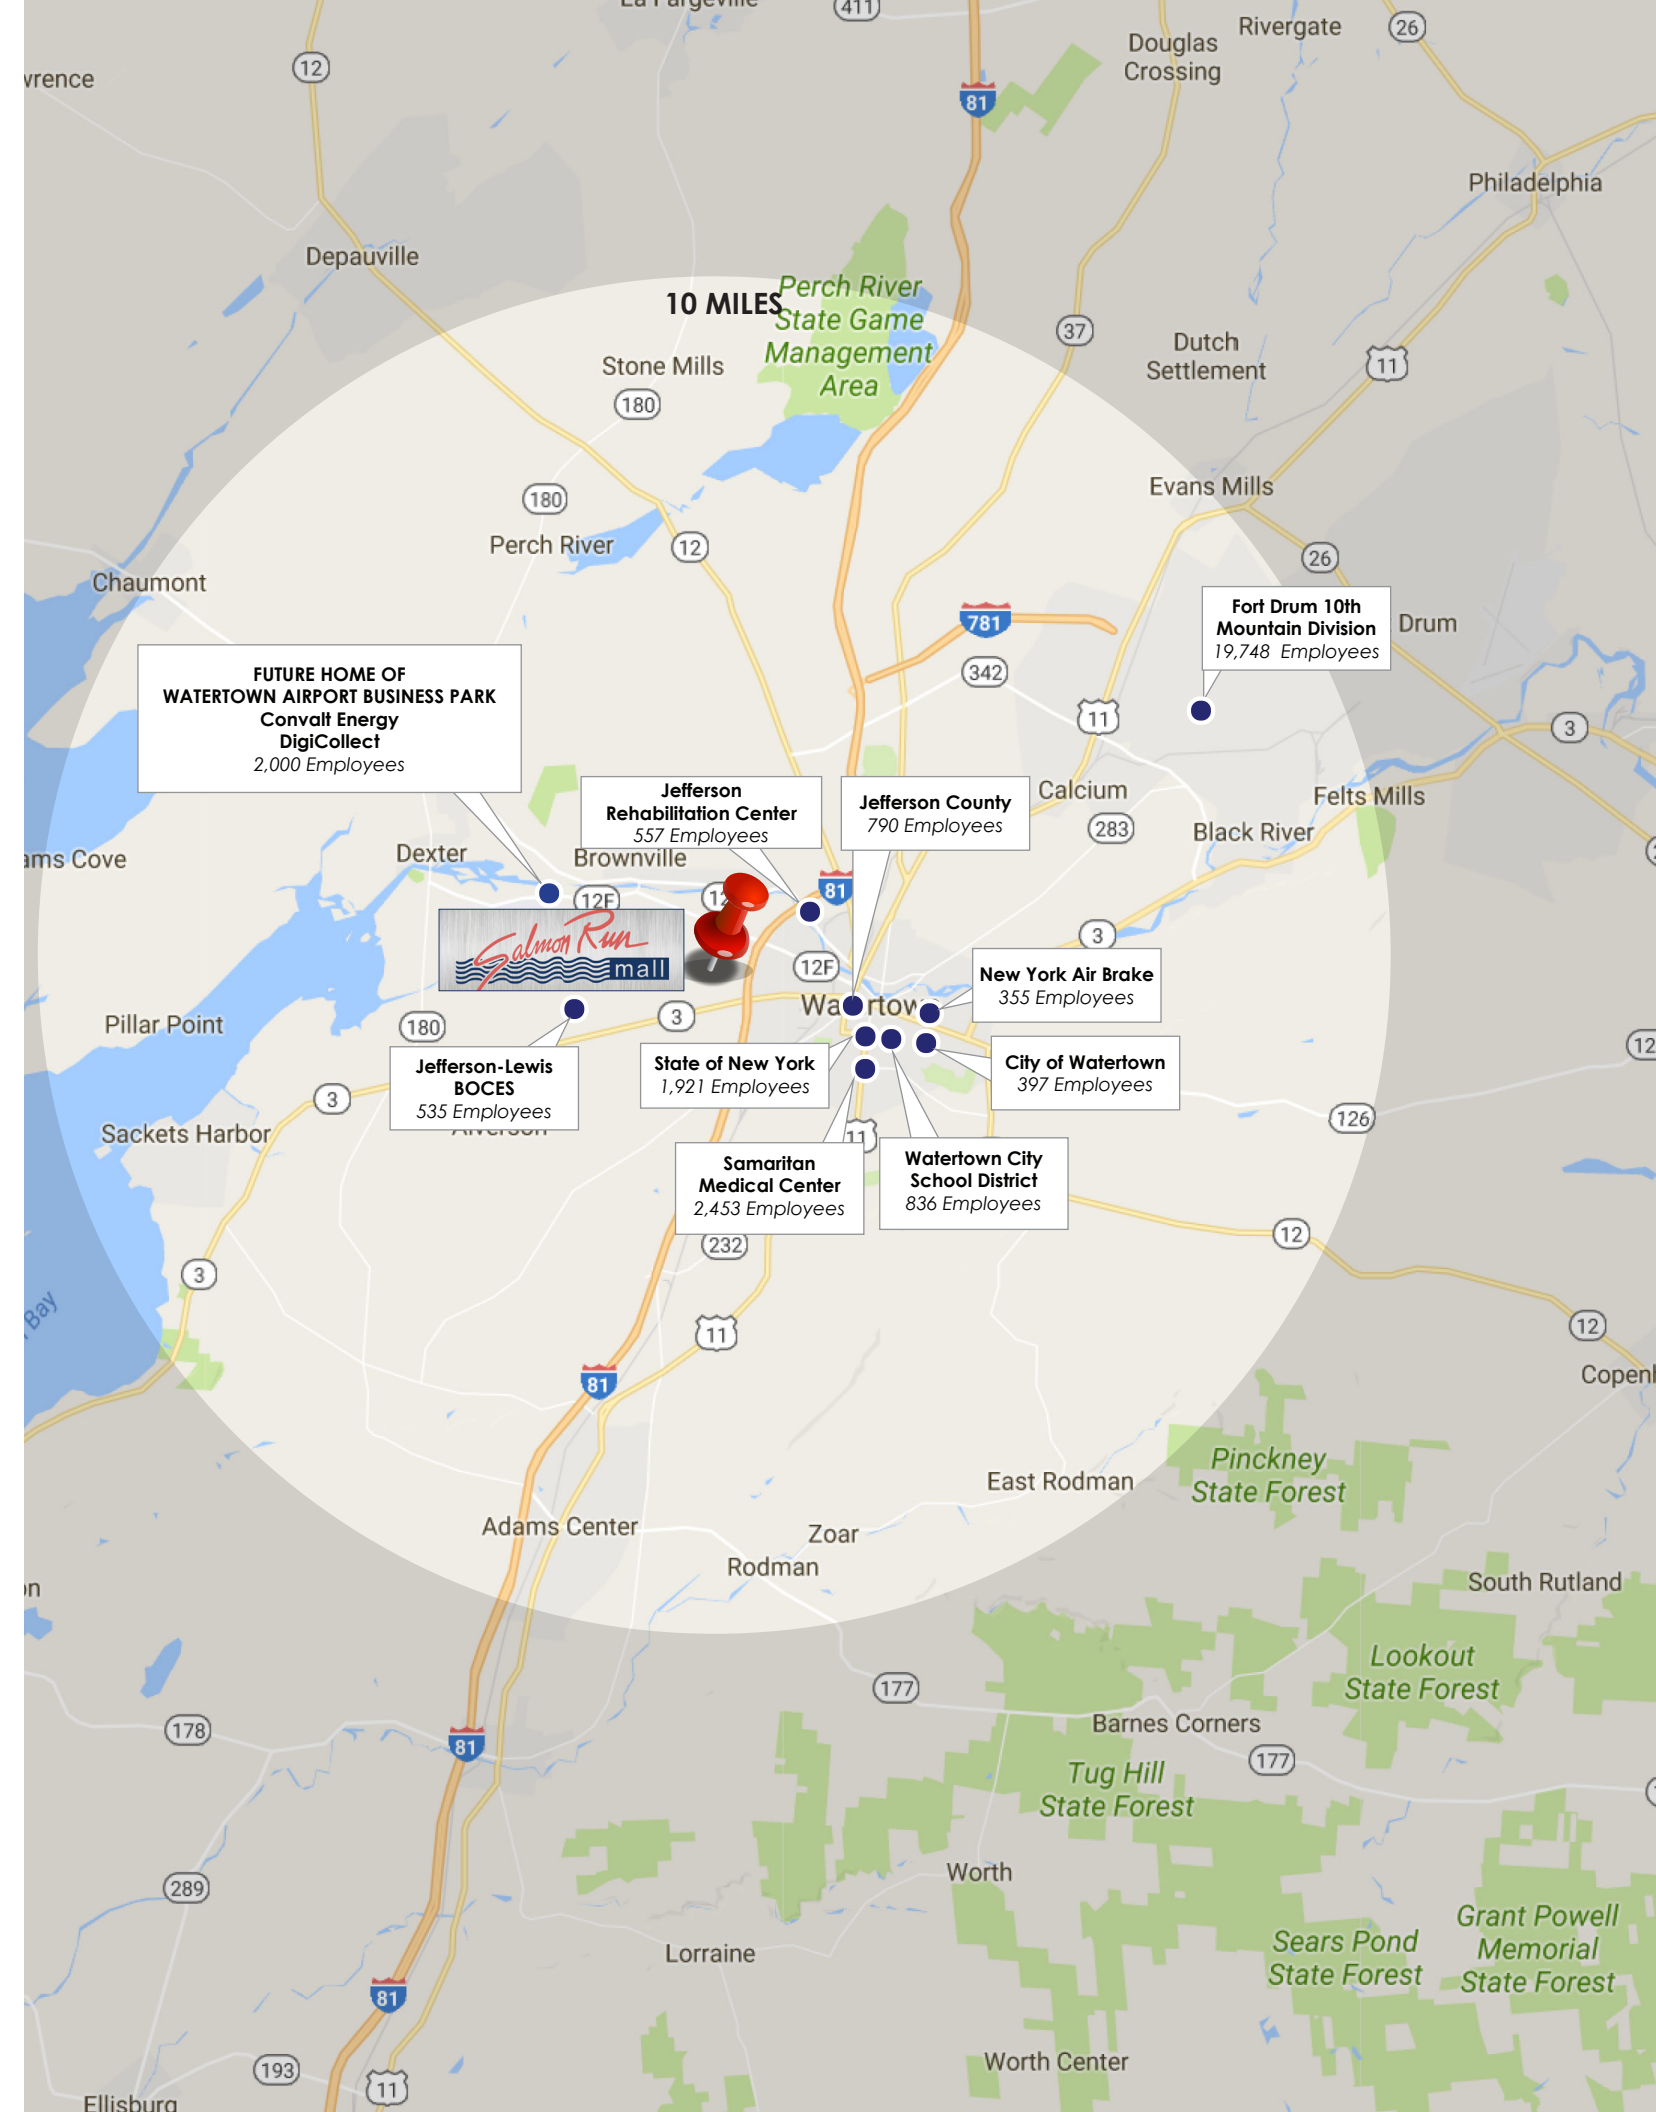 La Fargeville
411
Rivergate
26
Douglas
Crossing
12
81
Philadelphia
Depauville
10 MILES
Perch River
State Game
Management
Area
37
Dutch
Settlement
11
Stone Mills
180
Evans Mills
180
Perch River
12
26
Chaumont
Fort Drum 10th
Mountain Division
19,748 Employees
Drum
781
342
FUTURE HOME OF
WATERTOWN AIRPORT BUSINESS PARK
Convalt Energy
DigiCollect
2,000 Employees
11
3
Jefferson
Rehabilitation Center
557 Employees
Jefferson County
790 Employees
Calcium
283
Felts Mills
Black River
Dexter
Brownville
12F
81
Salmon Run
mall
3
12F
New York Air Brake
355 Employees
Watertow
Pillar Point
180
3
Jefferson-Lewis
BOCES
535 Employees
State of New York
1,921 Employees
City of Watertown
397 Employees
12
3
126
Sackets Harbor
11
Samaritan
Medical Center
2,453 Employees
Watertown City
School District
836 Employees
232
12
3
Bay
11
12
81
Pinckney
State Forest
East Rodman
Adams Center
Zoar
Rodman
South Rutland
Lookout
State Forest
177
178
81
Barnes Corners
177
Tug Hill
State Forest
Worth
289
Grant Powell
Memorial
State Forest
Sears Pond
State Forest
Lorraine
81
Worth Center
193
11
Ellisburg